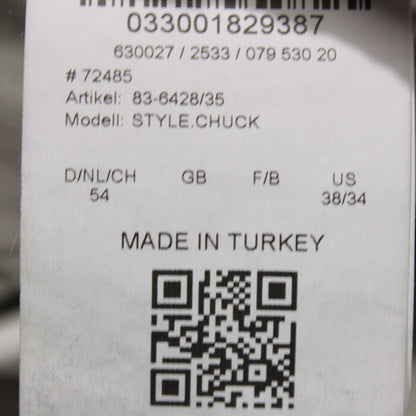 033001829387
630027 / 2533 / 079 530 20
# 72485
Artikel: 83-6428/35
Modell: STYLE.CHUCK
D/NL/CH GB F/B US
54 38/34
MADE IN TURKEY